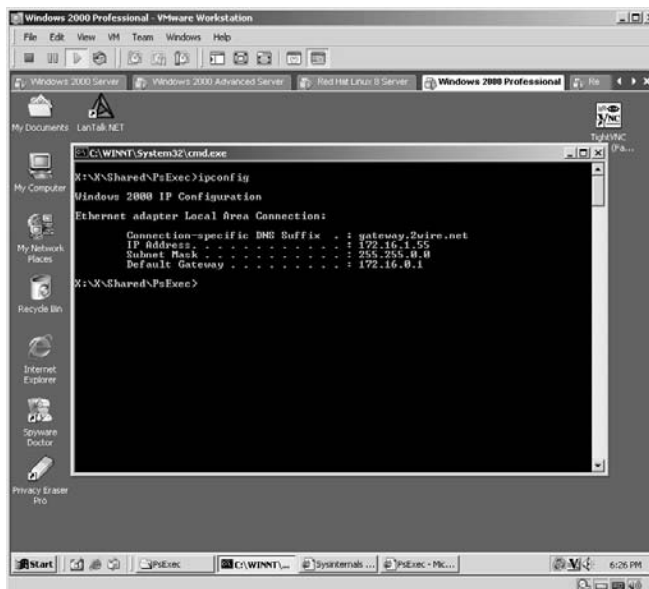 Windows 2000 Professional - VMware Workstation
File Edit View VM Team Windows Help
Windows 2000 Server
Windows 2000 Advanced Server
Red Hat Linux 8 Server
Windows 2000 Professional
My Documents
LanTalk.NET
TightVNC
C:\WINNT\System32\cmd.exe
X:\X\Shared\PsExec>ipconfig
Windows 2000 IP Configuration
Ethernet adapter Local Area Connection:
Connection-specific DNS Suffix . : gateway.2wire.net
IP Address. . . . . . . . . . . . : 172.16.1.55
Subnet Mask . . . . . . . . . . . : 255.255.0.0
Default Gateway . . . . . . . . . : 172.16.0.1
X:\X\Shared\PsExec>
My Computer
My Network
Places
Recycle Bin
Internet
Explorer
Spyware
Doctor
Privacy Eraser
Pro
Start
PsExec
C:\WINNT\...
Sysinternals ...
PsExec - Mic...
6:26 PM